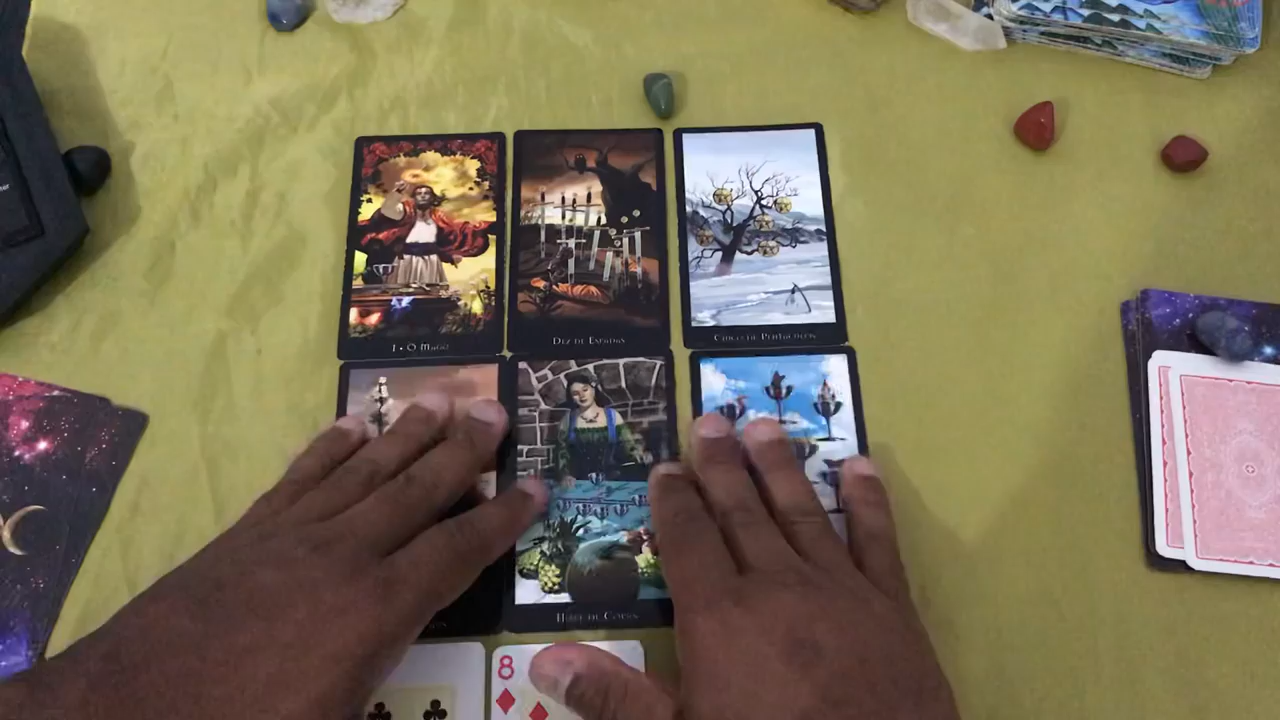 I • O Mago
Dez de Espadas
Cinco de Pentáculos
Nove de Copas
8